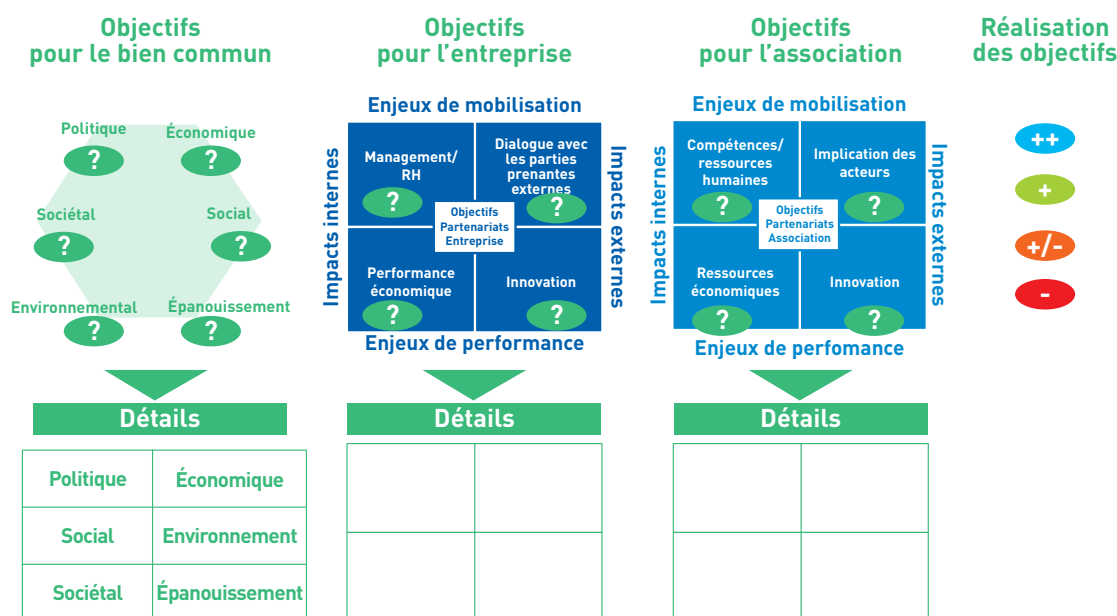 Objectifs
pour le bien commun
Politique
?
Économique
?
Sociétal
?
Social
?
Environnemental
?
Épanouissement
?
Détails
Politique
Économique
Social
Environnement
Sociétal
Épanouissement
Objectifs
pour l'entreprise
Enjeux de mobilisation
Impacts internes
Management/
RH
?
Dialogue avec
les parties
prenantes
externes
?
Objectifs
Partenariats
Entreprise
Performance
économique
?
Innovation
?
Impacts externes
Enjeux de performance
Détails
Objectifs
pour l'association
Enjeux de mobilisation
Impacts internes
Compétences/
ressources
humaines
?
Implication des
acteurs
?
Objectifs
Partenariats
Association
Ressources
économiques
?
Innovation
?
Impacts externes
Enjeux de perfomance
Détails
Réalisation
des objectifs
++
+
+/-
-